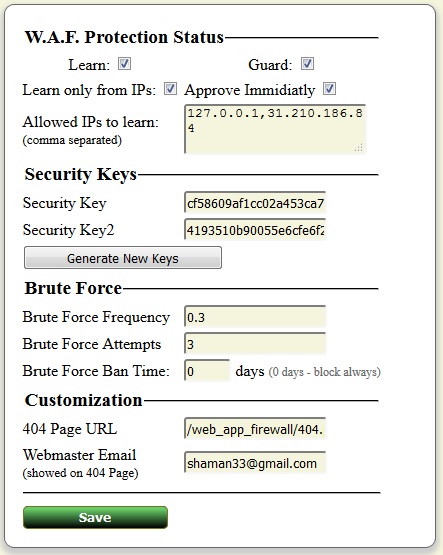 W.A.F. Protection Status
Learn: Guard:
Learn only from IPs: Approve Immidiatly
Allowed IPs to learn: 127.0.0.1,31.210.186.8
(comma separated) 4
Security Keys
Security Key cf58609af1cc02a453ca7
Security Key2 4193510b90055e6cfe6f2
Generate New Keys
Brute Force
Brute Force Frequency 0.3
Brute Force Attempts 3
Brute Force Ban Time: 0 days (0 days - block always)
Customization
404 Page URL /web_app_firewall/404.
Webmaster Email shaman33@gmail.com
(showed on 404 Page)
Save